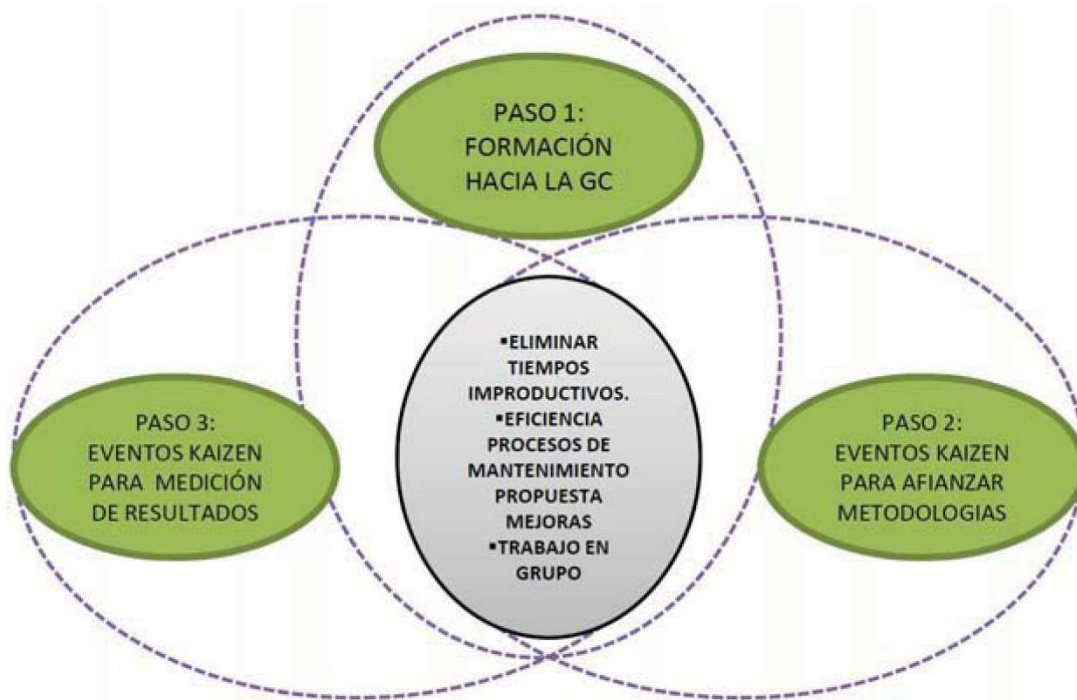 PASO 1:
FORMACIÓN
HACIA LA GC
▪ELIMINAR
TIEMPOS
IMPRODUCTIVOS.
▪EFICIENCIA
PROCESOS DE
MANTENIMIENTO
PROPUESTA
MEJORAS
▪TRABAJO EN
GRUPO
PASO 3:
EVENTOS KAIZEN
PARA MEDICIÓN
DE RESULTADOS
PASO 2:
EVENTOS KAIZEN
PARA AFIANZAR
METODOLOGIAS